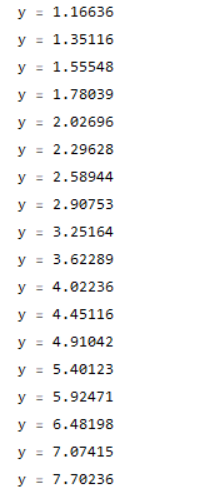 y = 1.16636
y = 1.35116
y = 1.55548
y = 1.78039
y = 2.02696
y = 2.29628
y = 2.58944
y = 2.90753
y = 3.25164
y = 3.62289
y = 4.02236
y = 4.45116
y = 4.91042
y = 5.40123
y = 5.92471
y = 6.48198
y = 7.07415
y = 7.70236